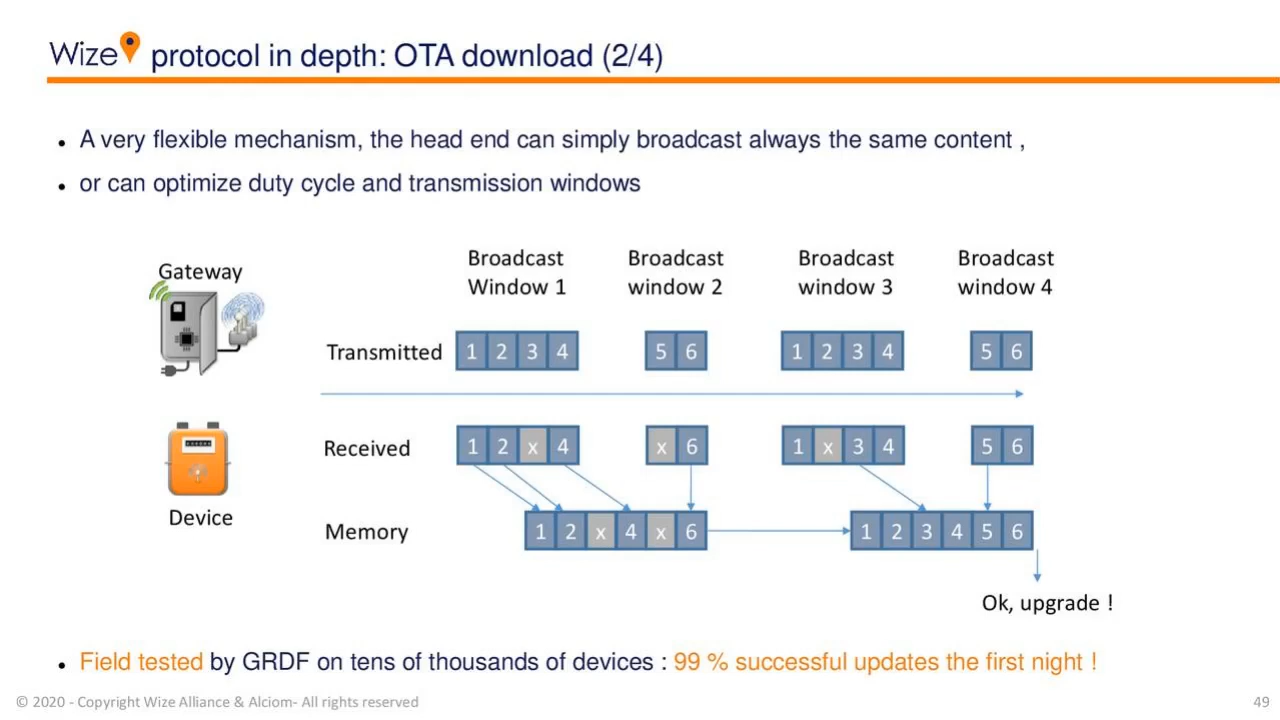 Wize protocol in depth: OTA download (2/4)
• A very flexible mechanism, the head end can simply broadcast always the same content ,
• or can optimize duty cycle and transmission windows
Gateway
Broadcast Window 1
Broadcast window 2
Broadcast window 3
Broadcast window 4
Transmitted 1 2 3 4 5 6 1 2 3 4 5 6
Received 1 2 x 4 x 6 1 x 3 4 5 6
Device
Memory 1 2 x 4 x 6 1 2 3 4 5 6
Ok, upgrade !
• Field tested by GRDF on tens of thousands of devices : 99 % successful updates the first night !
© 2020 - Copyright Wize Alliance & Alciom- All rights reserved
49